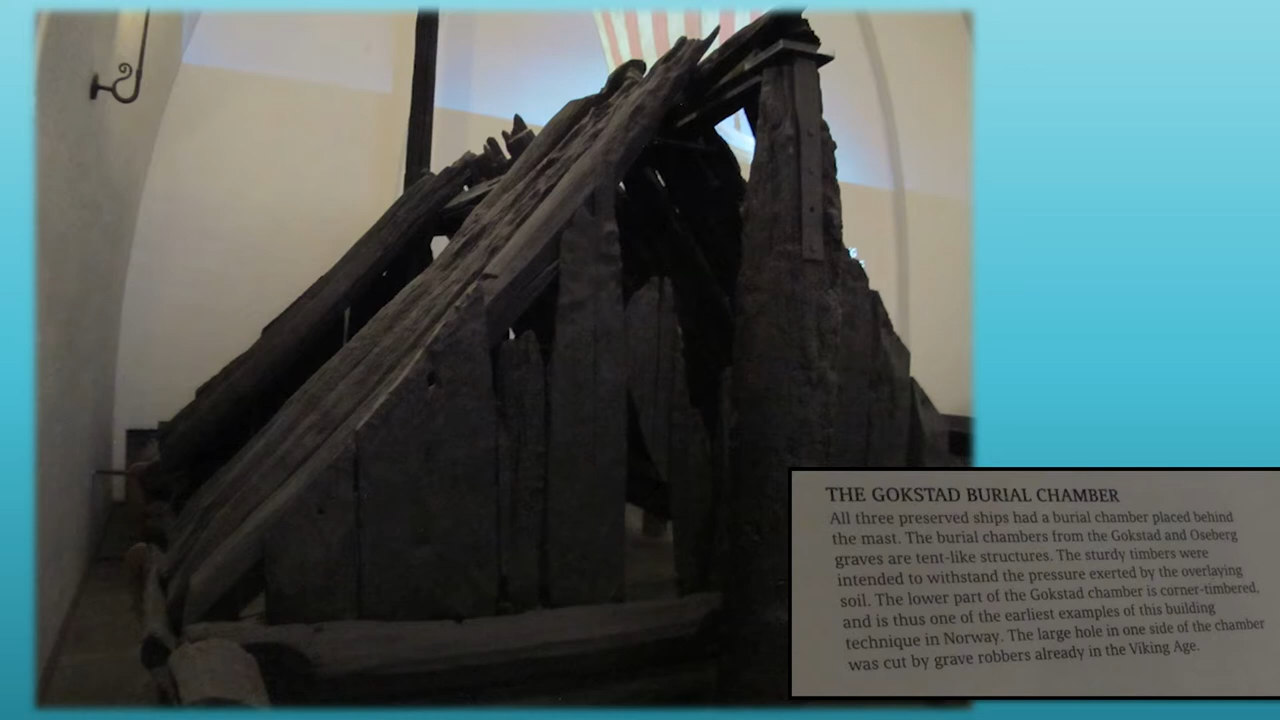 THE GOKSTAD BURIAL CHAMBER
All three preserved ships had a burial chamber placed behind
the mast. The burial chambers from the Gokstad and Oseberg
graves are tent-like structures. The sturdy timbers were
intended to withstand the pressure exerted by the overlaying
soil. The lower part of the Gokstad chamber is corner-timbered,
and is thus one of the earliest examples of this building
technique in Norway. The large hole in one side of the chamber
was cut by grave robbers already in the Viking Age.